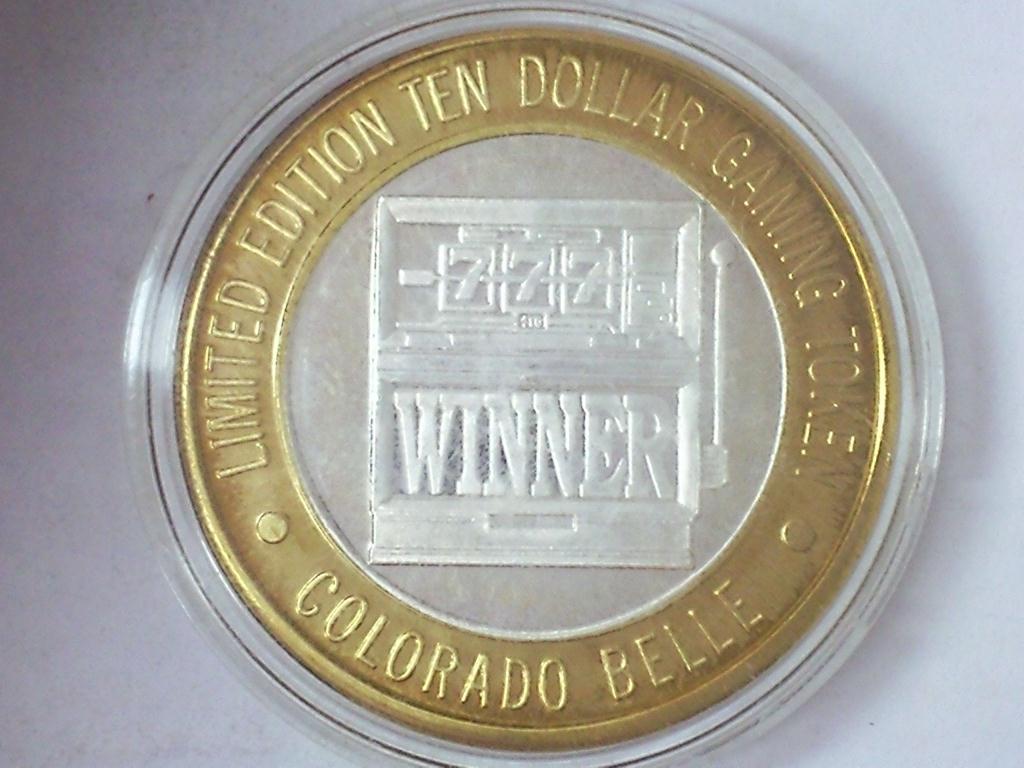 LIMITED EDITION TEN DOLLAR GAMING TOKEN
777
WINNER
COLORADO BELLE